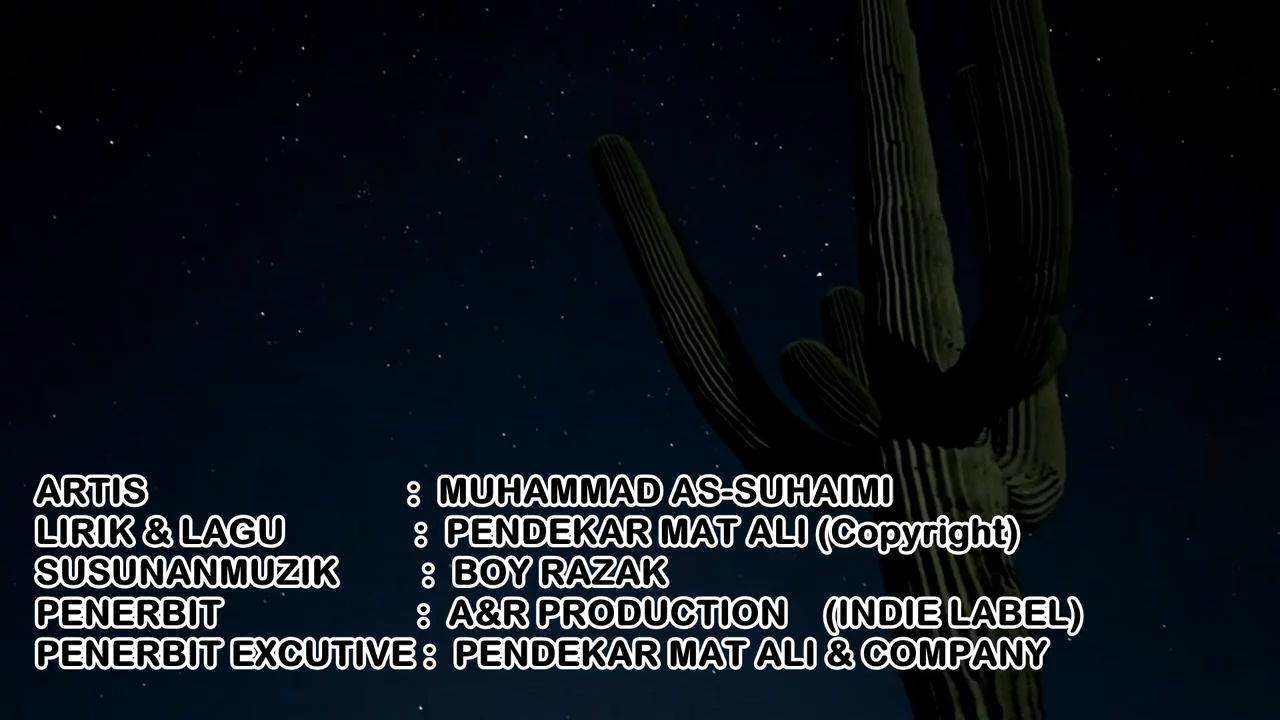 ARTIS : MUHAMMAD AS-SUHAIMI
LIRIK & LAGU : PENDEKAR MAT ALI (Copyright)
SUSUNANMUZIK : BOY RAZAK
PENERBIT : A&R PRODUCTION (INDIE LABEL)
PENERBIT EXCUTIVE : PENDEKAR MAT ALI & COMPANY